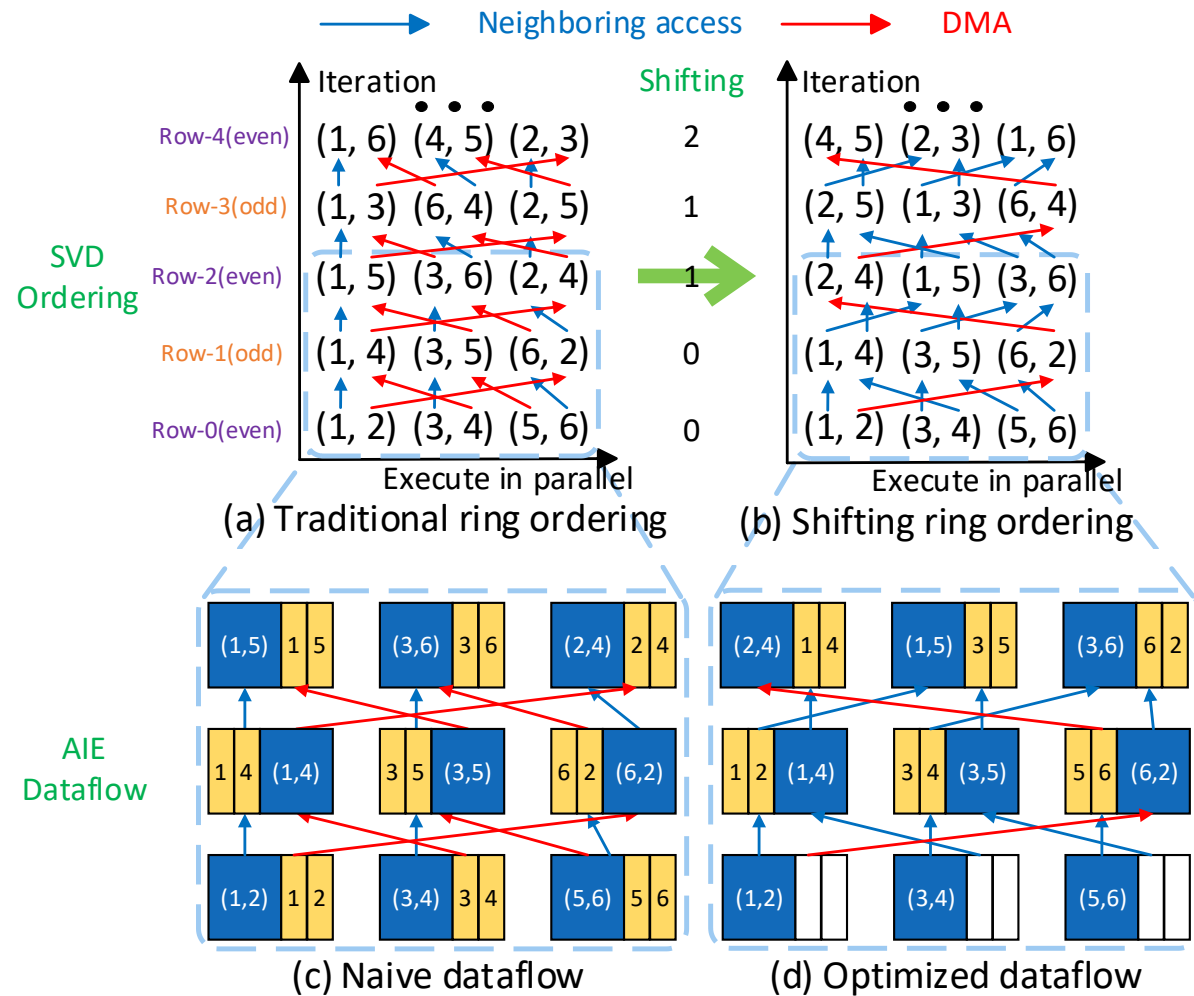 Neighboring access DMA
Iteration Shifting Iteration
• • • • • •
Row-4(even) (1, 6) (4, 5) (2, 3) 2 (4, 5) (2, 3) (1, 6)
Row-3(odd) (1, 3) (6, 4) (2, 5) 1 (2, 5) (1, 3) (6, 4)
SVD
Ordering
Row-2(even) (1, 5) (3, 6) (2, 4) 1 (2, 4) (1, 5) (3, 6)
Row-1(odd) (1, 4) (3, 5) (6, 2) 0 (1, 4) (3, 5) (6, 2)
Row-0(even) (1, 2) (3, 4) (5, 6) 0 (1, 2) (3, 4) (5, 6)
Execute in parallel Execute in parallel
(a) Traditional ring ordering (b) Shifting ring ordering
(1,5) 1 5 (3,6) 3 6 (2,4) 2 4 (2,4) 1 4 (1,5) 3 5 (3,6) 6 2
AIE
Dataflow
1 4 (1,4) 3 5 (3,5) 6 2 (6,2) 1 2 (1,4) 3 4 (3,5) 5 6 (6,2)
(1,2) 1 2 (3,4) 3 4 (5,6) 5 6 (1,2) (3,4) (5,6)
(c) Naive dataflow (d) Optimized dataflow